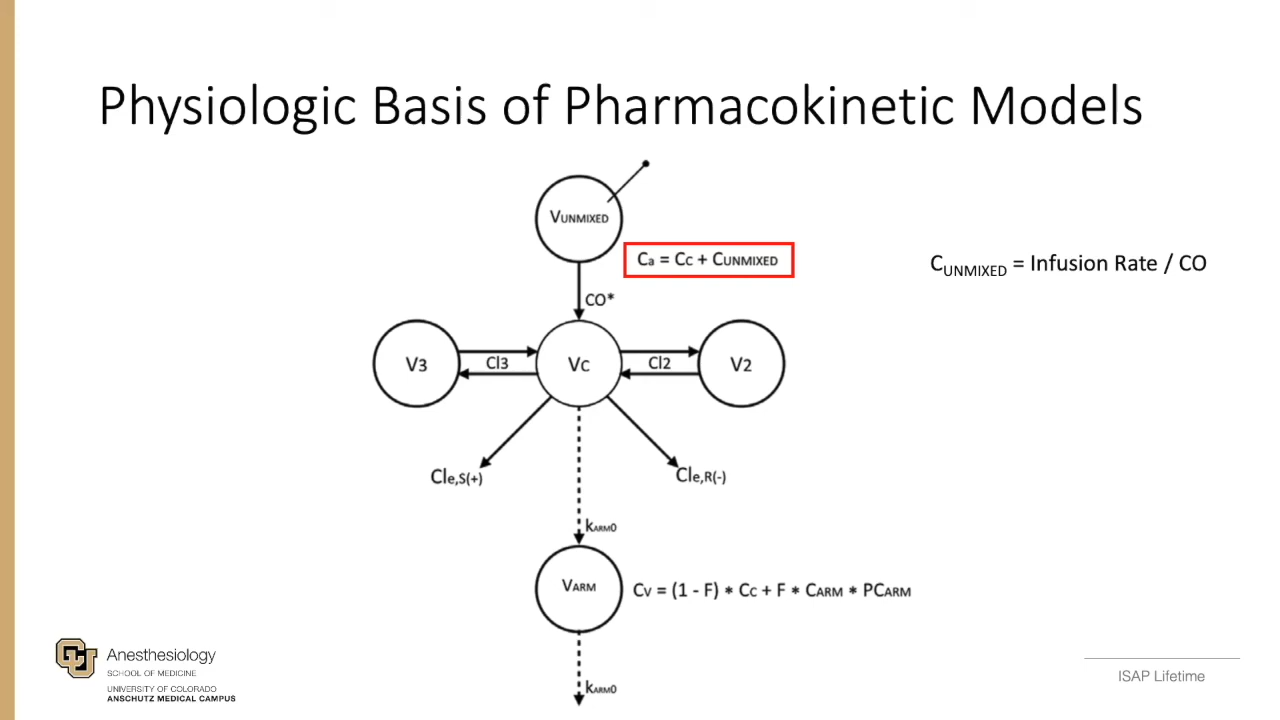 Physiologic Basis of Pharmacokinetic Models
VUNMIXED
Ca = Cc + CUNMIXED
CUNMIXED = Infusion Rate / CO
CO*
V3
Cl3
Vc
Cl2
V2
Cle,S(+)
Cle,R(-)
kARM0
VARM
Cv = (1 - F) * Cc + F * CARM * PCARM
kARM0
CU Anesthesiology
SCHOOL OF MEDICINE
UNIVERSITY OF COLORADO
ANSCHUTZ MEDICAL CAMPUS
ISAP Lifetime